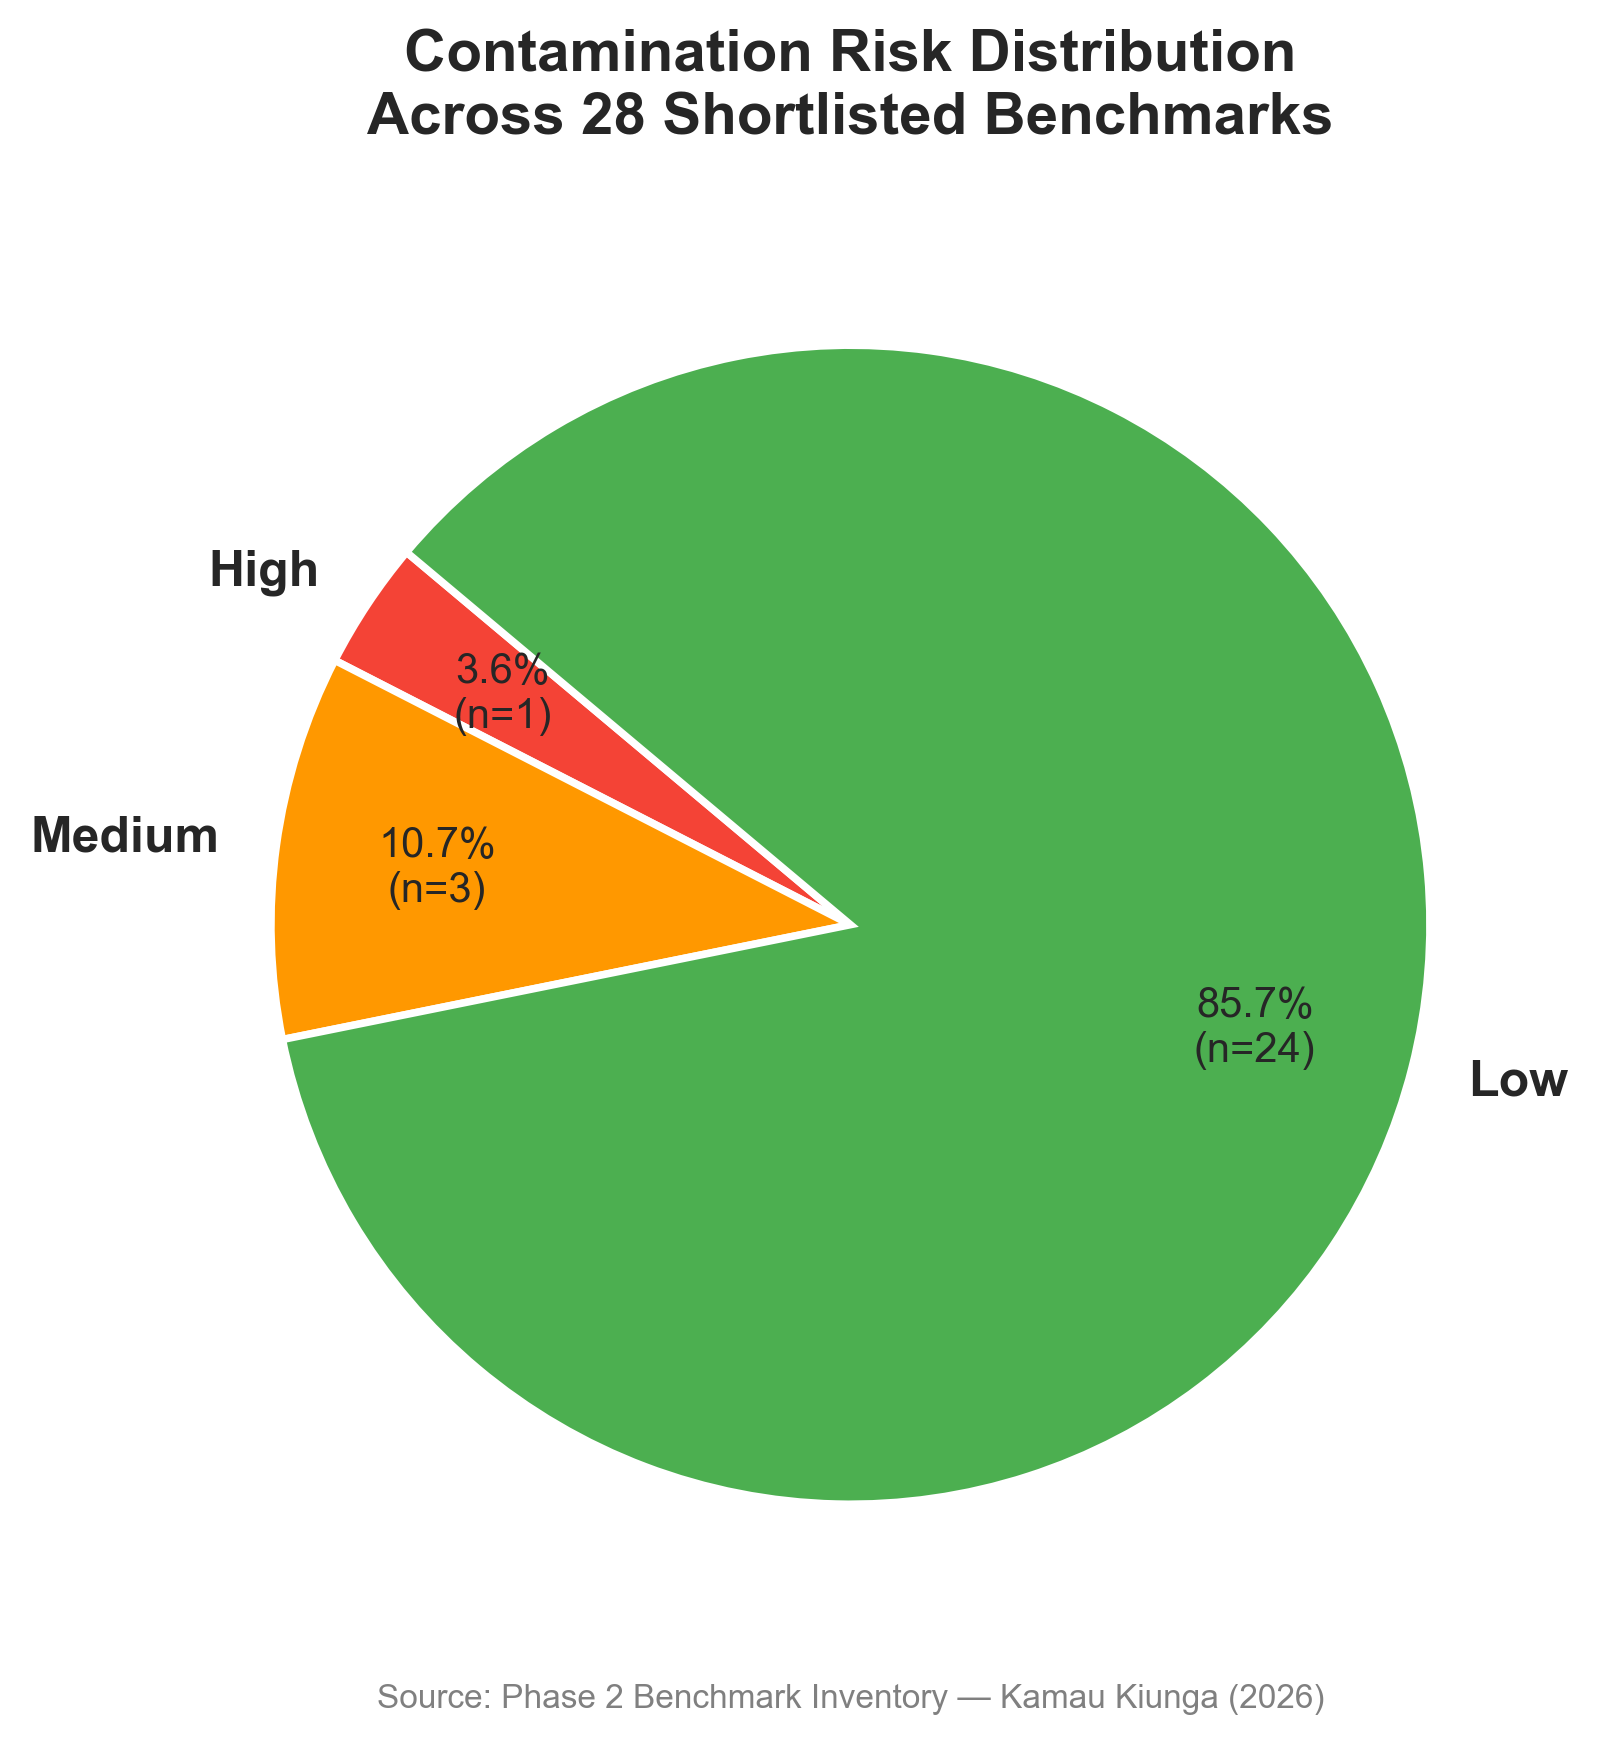 Contamination Risk Distribution
Across 28 Shortlisted Benchmarks
High
3.6%
(n=1)
Medium
10.7%
(n=3)
85.7%
(n=24)
Low
Source: Phase 2 Benchmark Inventory — Kamau Kiunga (2026)